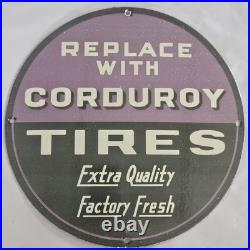 REPLACE
WITH
CORDUROY
TIRES
Extra Quality
Factory Fresh